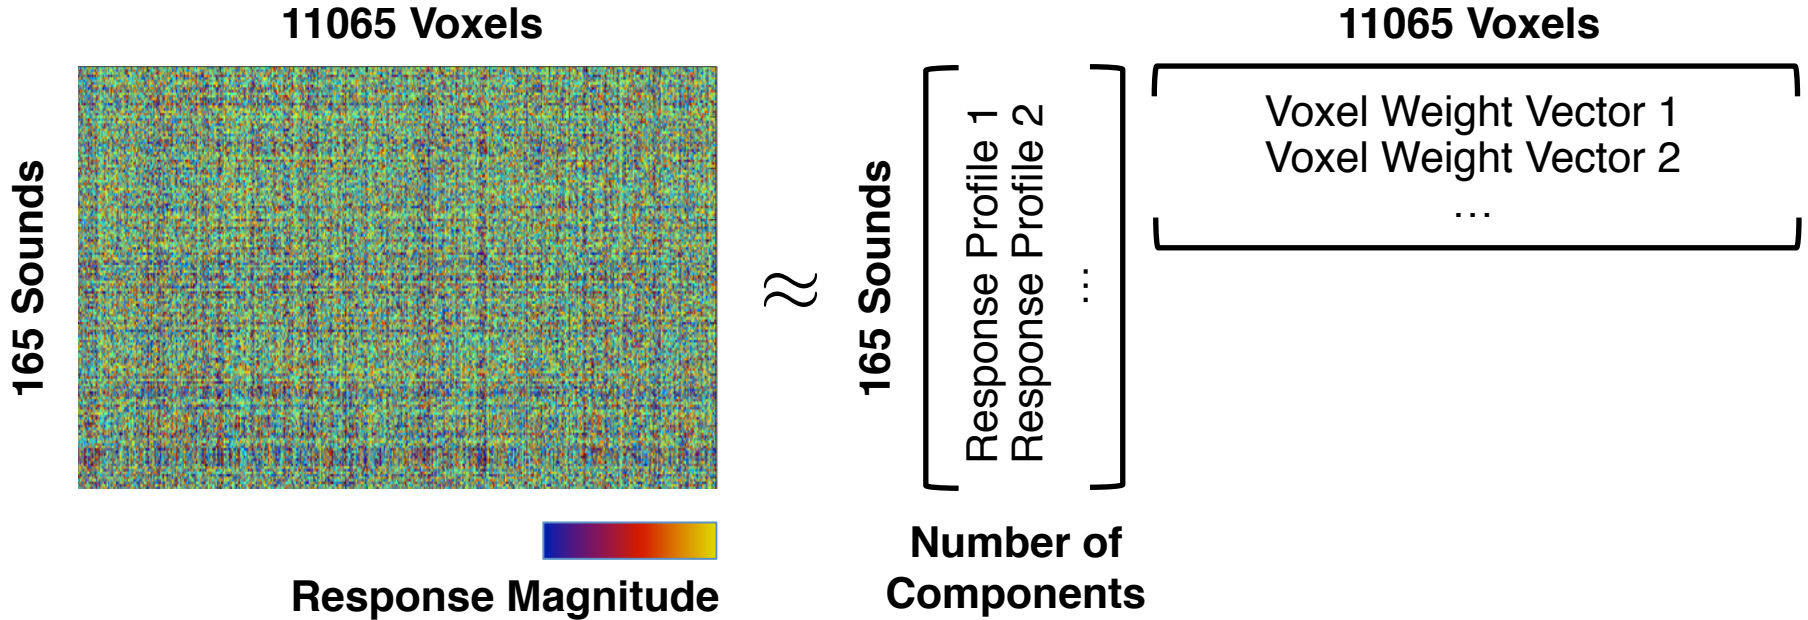 11065 Voxels
165 Sounds
Response Magnitude
≈
165 Sounds
Response Profile 1
Response Profile 2
...
Number of
Components
11065 Voxels
Voxel Weight Vector 1
Voxel Weight Vector 2
...